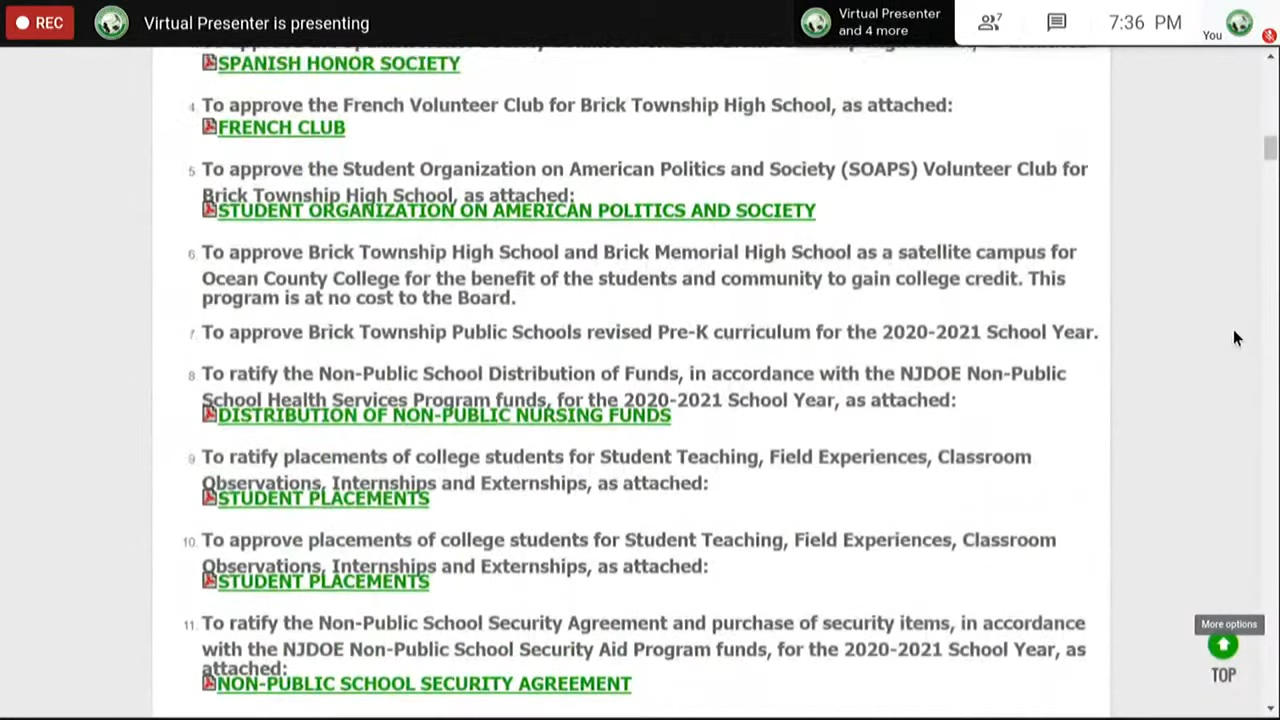 REC
Virtual Presenter is presenting
Virtual Presenter
and 4 more
7
7:36 PM
You
SPANISH HONOR SOCIETY
4. To approve the French Volunteer Club for Brick Township High School, as attached:
FRENCH CLUB
5. To approve the Student Organization on American Politics and Society (SOAPS) Volunteer Club for
Brick Township High School, as attached:
STUDENT ORGANIZATION ON AMERICAN POLITICS AND SOCIETY
6. To approve Brick Township High School and Brick Memorial High School as a satellite campus for
Ocean County College for the benefit of the students and community to gain college credit. This
program is at no cost to the Board.
7. To approve Brick Township Public Schools revised Pre-K curriculum for the 2020-2021 School Year.
8. To ratify the Non-Public School Distribution of Funds, in accordance with the NJDOE Non-Public
School Health Services Program funds, for the 2020-2021 School Year, as attached:
DISTRIBUTION OF NON-PUBLIC NURSING FUNDS
9. To ratify placements of college students for Student Teaching, Field Experiences, Classroom
Observations, Internships and Externships, as attached:
STUDENT PLACEMENTS
10. To approve placements of college students for Student Teaching, Field Experiences, Classroom
Observations, Internships and Externships, as attached:
STUDENT PLACEMENTS
11. To ratify the Non-Public School Security Agreement and purchase of security items, in accordance
with the NJDOE Non-Public School Security Aid Program funds, for the 2020-2021 School Year, as
attached:
NON-PUBLIC SCHOOL SECURITY AGREEMENT
More options
TOP